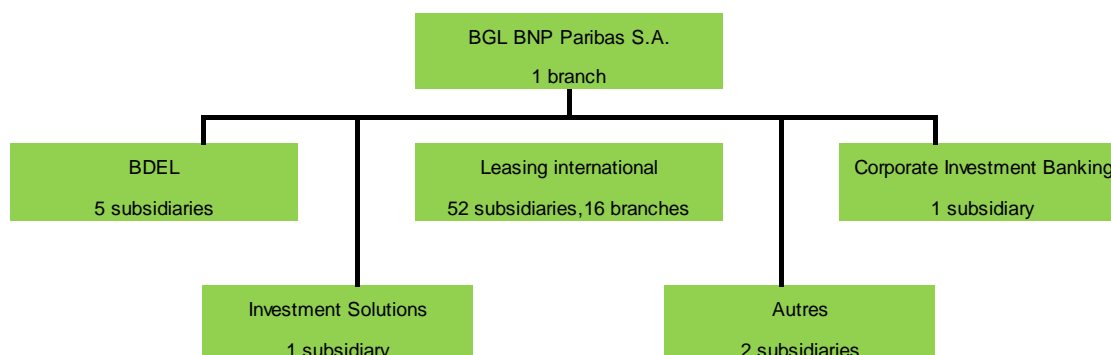 BGL BNP Paribas S.A.
1 branch
BDEL
5 subsidiaries
Leasing international
52 subsidiaries,16 branches
Corporate Investment Banking
1 subsidiary
Investment Solutions
1 subsidiary
Autres
2 subsidiaries